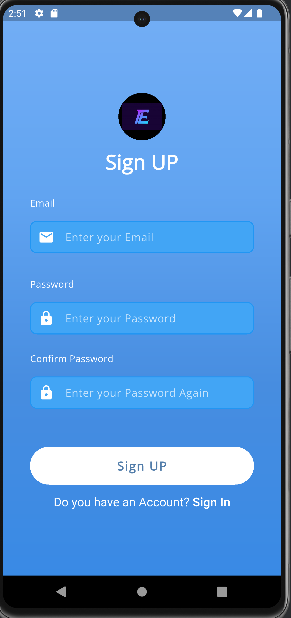 2:51
E
Sign UP
Email
Enter your Email
Password
Enter your Password
Confirm Password
Enter your Password Again
Sign UP
Do you have an Account? Sign In